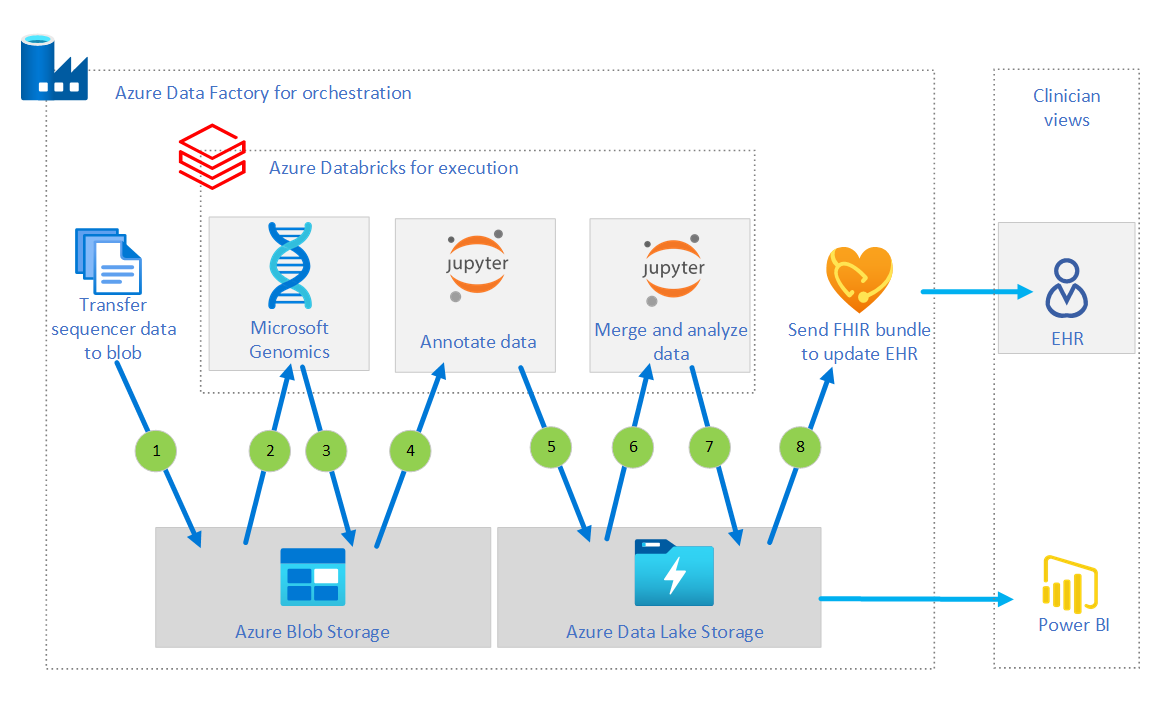 Azure Data Factory for orchestration
Clinician
views
Azure Databricks for execution
Transfer
sequencer data
to blob
Microsoft
Genomics
jupyter
Annotate data
jupyter
Merge and analyze
data
Send FHIR bundle
to update EHR
EHR
1
2
3
4
5
6
7
8
Azure Blob Storage
Azure Data Lake Storage
Power BI